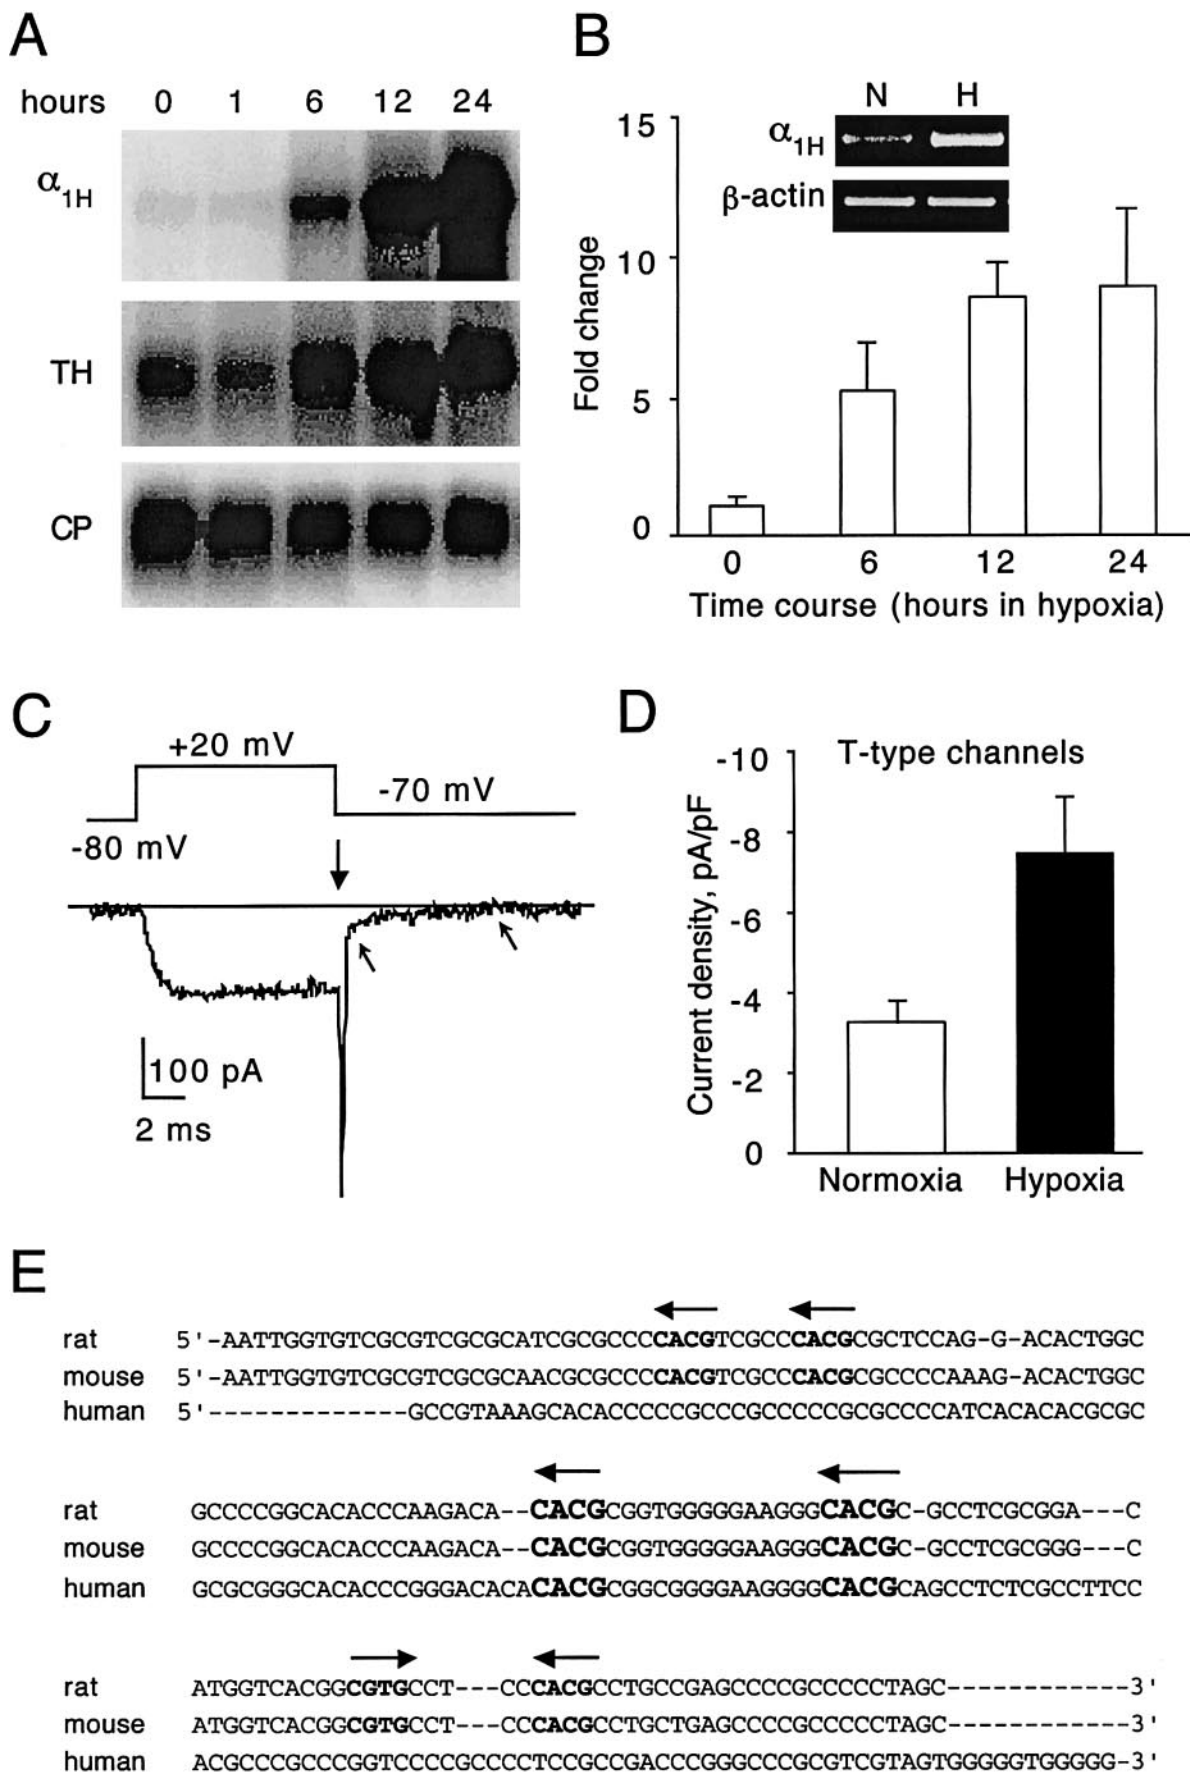 A
hours 0 1 6 12 24
α1H
TH
CP
B
N H
α1H
β-actin
15
10
5
0
Fold change
0 6 12 24
Time course (hours in hypoxia)
C
+20 mV
-70 mV
-80 mV
100 pA
2 ms
D
T-type channels
-10
-8
-6
-4
-2
0
Current density, pA/pF
Normoxia Hypoxia
E
rat 5'-AATTGGTGTCGCGTCGCGCATCGCGCCCCACGTCGCCCACGCGCTCCAG-G-ACACTGGC
mouse 5'-AATTGGTGTCGCGTCGCGCAACGCGCCCCACGTCGCCCACGCGCCCCAAAG-ACACTGGC
human 5'-------------GCCGTAAAGCACACCCCCGCCCGCCCCCGCGCCCCATCACACACGCGC
rat GCCCCGGCACACCCAAGACA--CACGCGGTGGGGGAAGGGCACGC-GCCTCGCGGA---C
mouse GCCCCGGCACACCCAAGACA--CACGCGGTGGGGGAAGGGCACGC-GCCTCGCGGG---C
human GCGCGGGCACACCCGGGACACACACGCGGCGGGGAAGGGGCACGCAGCCTCTCGCCTTCC
rat ATGGTCACGGCGTGCCT---CCCACGCCTGCCGAGCCCCGCCCCCTAGC------------3'
mouse ATGGTCACGGCGTGCCT---CCCACGCCTGCTGAGCCCCGCCCCCTAGC------------3'
human ACGCCCGCCCGGTCCCCGCCCCTCCGCCGACCCGGGCCCGCGTCGTAGTGGGGGTGGGGG-3'